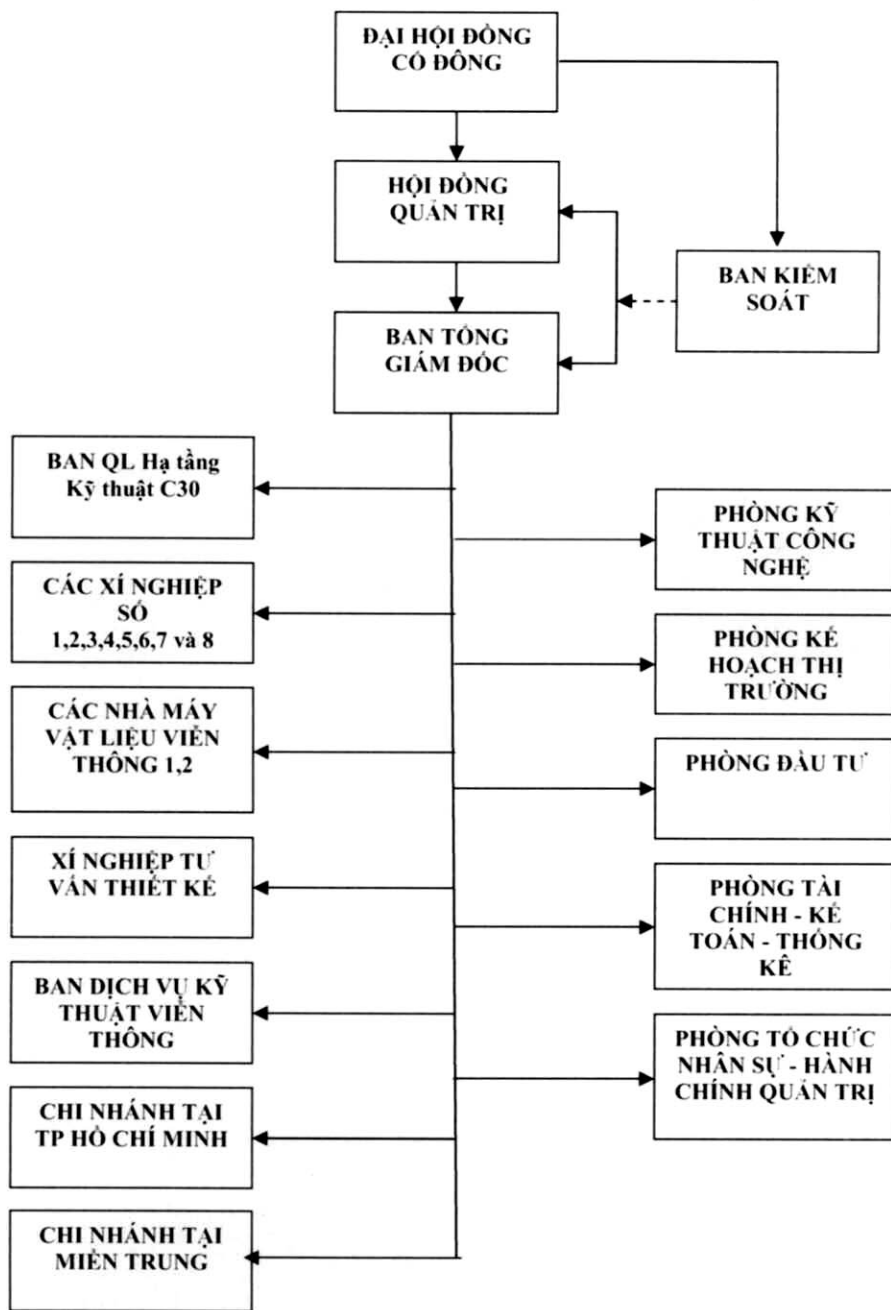 ĐẠI HỘI ĐỒNG
CỔ ĐÔNG
HỘI ĐỒNG
QUẢN TRỊ
BAN KIỂM
SOÁT
BAN TỔNG
GIÁM ĐỐC
BAN QL Hạ tầng
Kỹ thuật C30
CÁC XÍ NGHIỆP
SỐ
1,2,3,4,5,6,7 và 8
CÁC NHÀ MÁY
VẬT LIỆU VIỄN
THÔNG 1,2
XÍ NGHIỆP TƯ
VẤN THIẾT KẾ
BAN DỊCH VỤ KỸ
THUẬT VIỄN
THÔNG
CHI NHÁNH TẠI
TP HỒ CHÍ MINH
CHI NHÁNH TẠI
MIỀN TRUNG
PHÒNG KỸ
THUẬT CÔNG
NGHỆ
PHÒNG KẾ
HOẠCH THỊ
TRƯỜNG
PHÒNG ĐẦU TƯ
PHÒNG TÀI
CHÍNH - KẾ
TOÁN - THỐNG
KÊ
PHÒNG TỔ CHỨC
NHÂN SỰ - HÀNH
CHÍNH QUẢN TRỊ